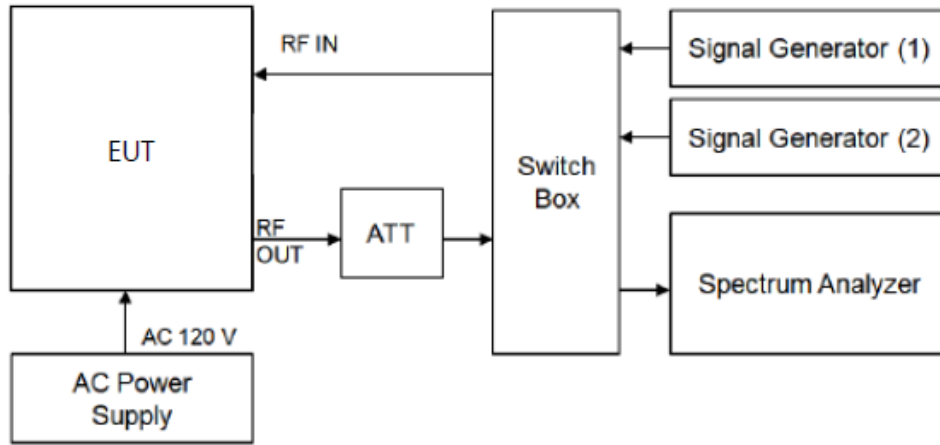 RF IN
Signal Generator (1)
EUT
Signal Generator (2)
Switch
Box
RF
OUT
ATT
Spectrum Analyzer
AC 120 V
AC Power
Supply